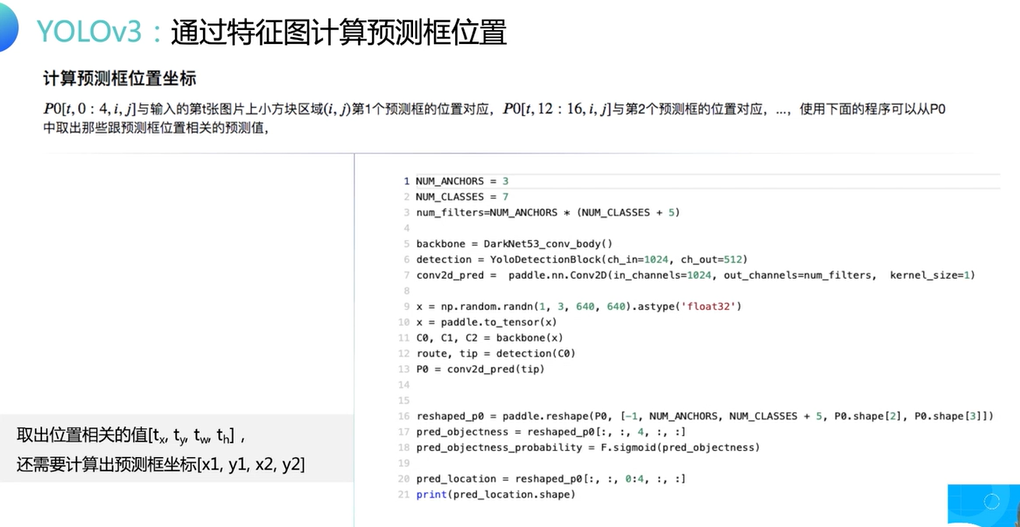 YOLOv3：通过特征图计算预测框位置
计算预测框位置坐标
P0[t, 0 : 4, i, j]与输入的第t张图片上小方块区域(i, j)第1个预测框的位置对应，P0[t, 12 : 16, i, j]与第2个预测框的位置对应，...，使用下面的程序可以从P0
中取出那些跟预测框位置相关的预测值，
1 NUM_ANCHORS = 3
2 NUM_CLASSES = 7
3 num_filters=NUM_ANCHORS * (NUM_CLASSES + 5)
4
5 backbone = DarkNet53_conv_body()
6 detection = YoloDetectionBlock(ch_in=1024, ch_out=512)
7 conv2d_pred =  paddle.nn.Conv2D(in_channels=1024, out_channels=num_filters,  kernel_size=1)
8
9 x = np.random.randn(1, 3, 640, 640).astype('float32')
10 x = paddle.to_tensor(x)
11 C0, C1, C2 = backbone(x)
12 route, tip = detection(C0)
13 P0 = conv2d_pred(tip)
14
15
16 reshaped_p0 = paddle.reshape(P0, [-1, NUM_ANCHORS, NUM_CLASSES + 5, P0.shape[2], P0.shape[3]])
17 pred_objectness = reshaped_p0[:, :, 4, :, :]
18 pred_objectness_probability = F.sigmoid(pred_objectness)
19
20 pred_location = reshaped_p0[:, :, 0:4, :, :]
21 print(pred_location.shape)
取出位置相关的值[tx, ty, tw, th]，
还需要计算出预测框坐标[x1, y1, x2, y2]